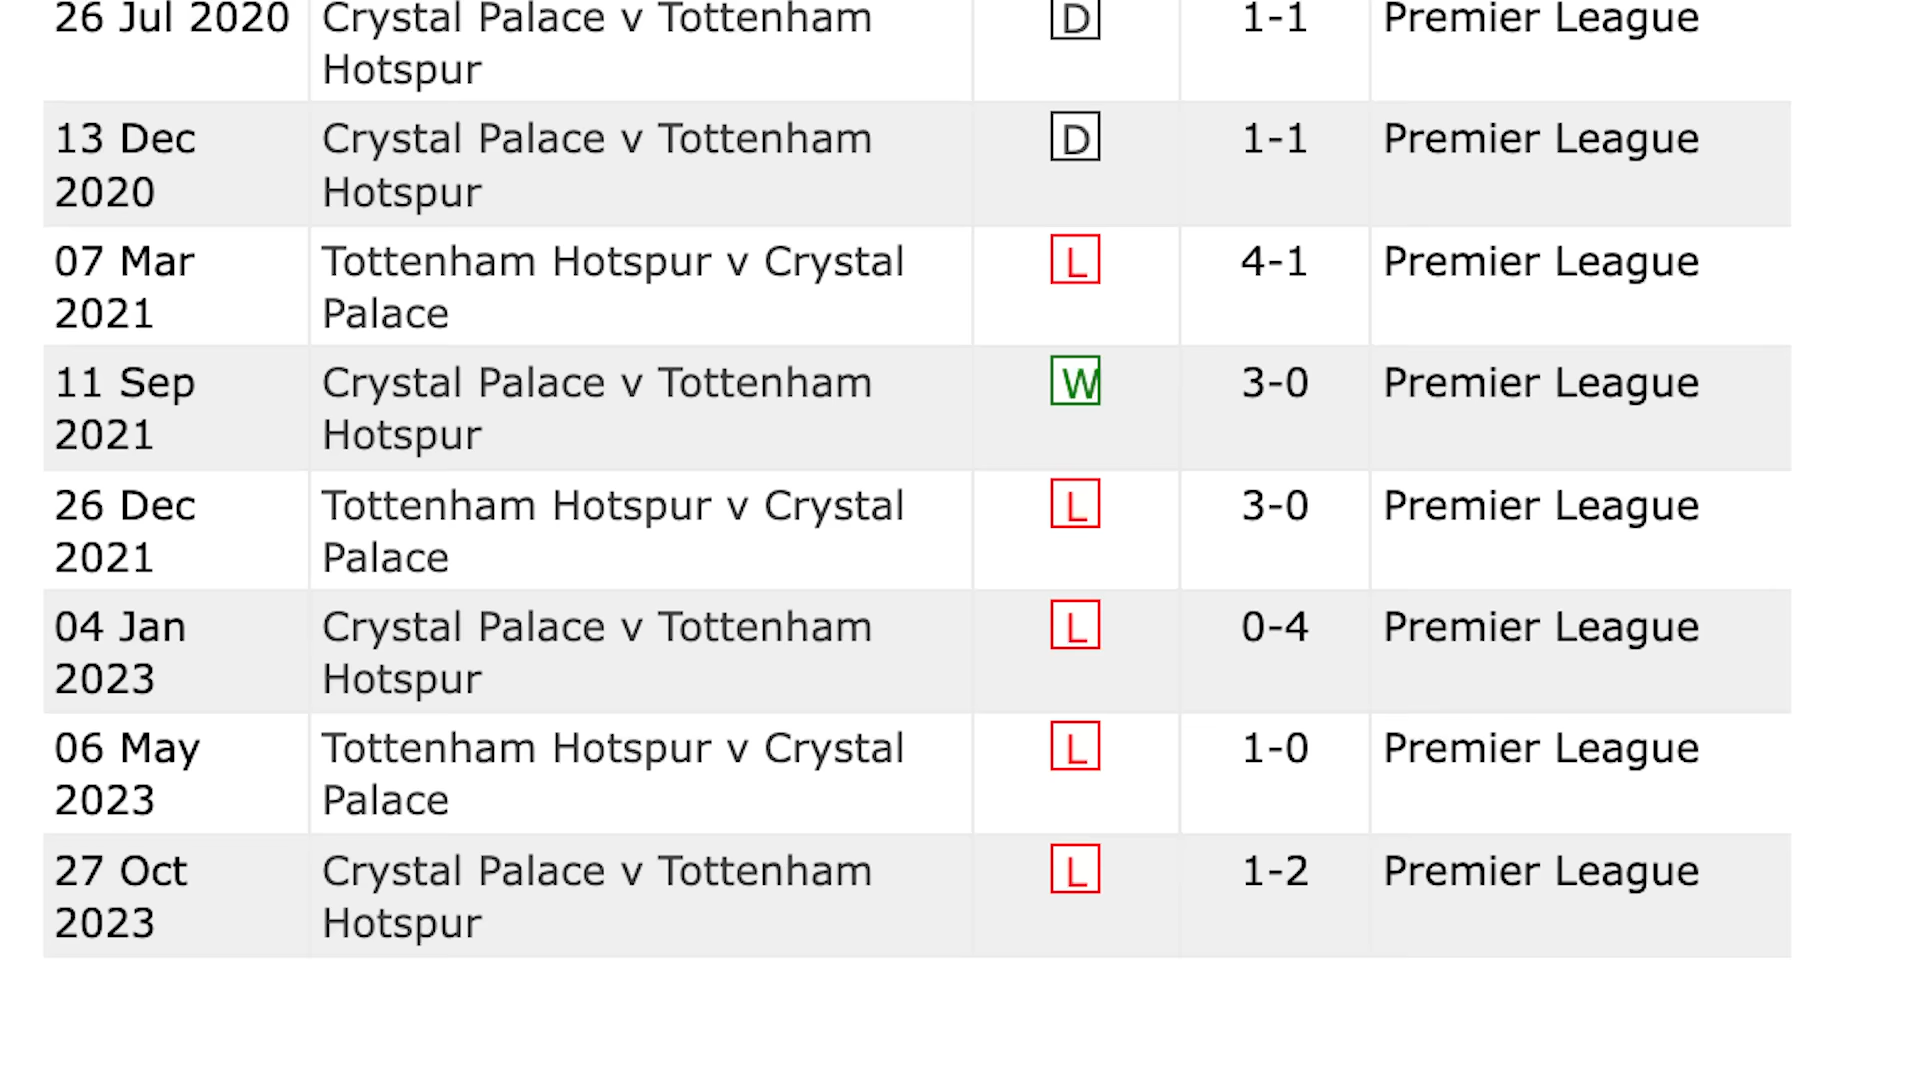 26 Jul 2020 Crystal Palace v Tottenham D 1-1 Premier League
Hotspur
13 Dec Crystal Palace v Tottenham D 1-1 Premier League
2020 Hotspur
07 Mar Tottenham Hotspur v Crystal L 4-1 Premier League
2021 Palace
11 Sep Crystal Palace v Tottenham W 3-0 Premier League
2021 Hotspur
26 Dec Tottenham Hotspur v Crystal L 3-0 Premier League
2021 Palace
04 Jan Crystal Palace v Tottenham L 0-4 Premier League
2023 Hotspur
06 May Tottenham Hotspur v Crystal L 1-0 Premier League
2023 Palace
27 Oct Crystal Palace v Tottenham L 1-2 Premier League
2023 Hotspur